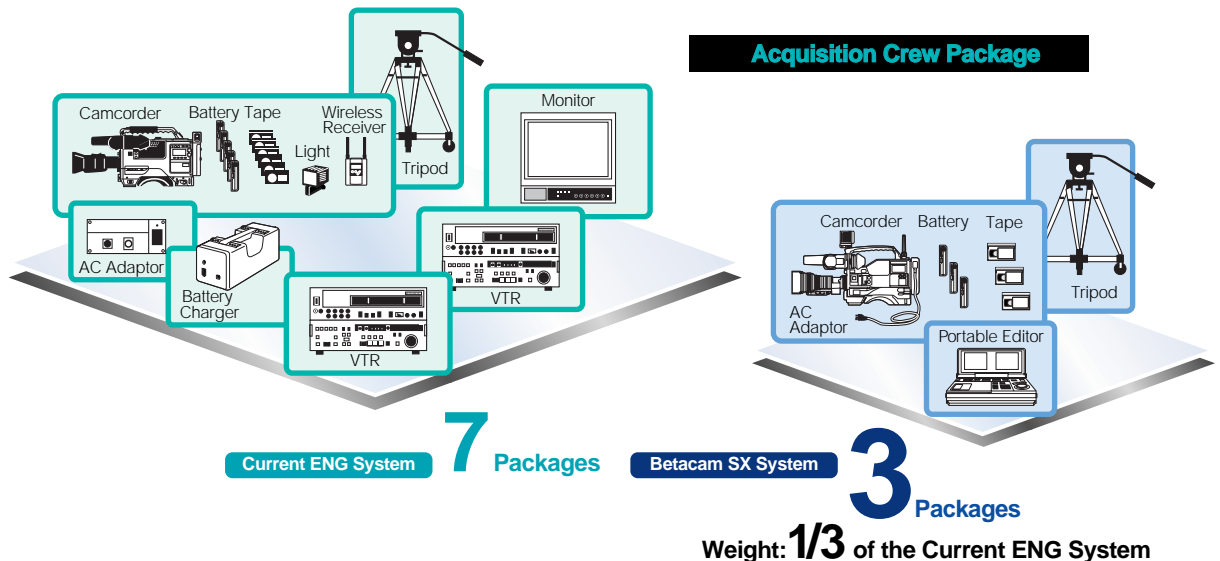 Acquisition Crew Package
Camcorder
Battery
Tape
Light
Wireless
Receiver
Tripod
Monitor
AC Adaptor
Battery
Charger
VTR
VTR
Camcorder
Battery
Tape
AC
Adaptor
Tripod
Portable Editor
Current ENG System
7 Packages
Betacam SX System
3 Packages
Weight: 1/3 of the Current ENG System